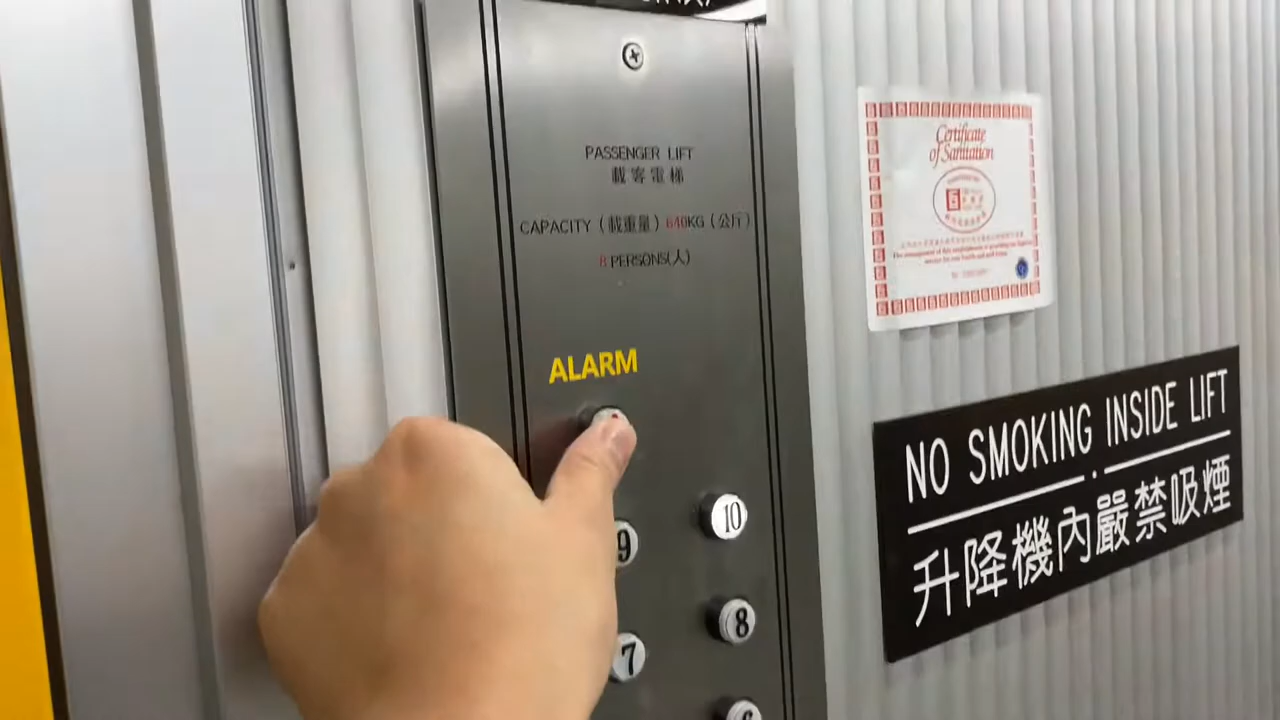 PASSENGER LIFT
載客電梯
CAPACITY (載重量) 640KG (公斤)
8 PERSONS(人)
ALARM
10
9
8
7
6
Certificate
of Sanitation
NO SMOKING INSIDE LIFT
升降機內嚴禁吸煙